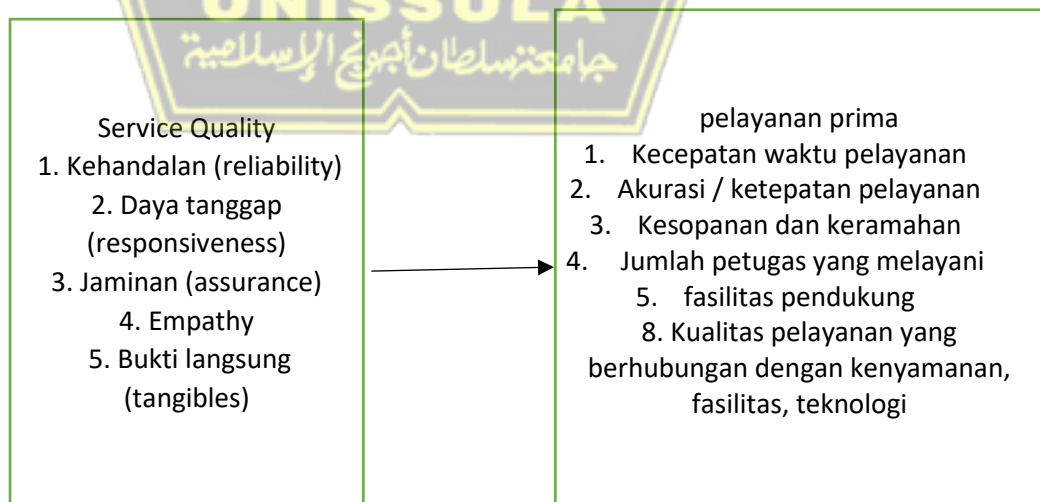 UNISSULA
جامعة سلطان أجونج الإسلامية
Service Quality
1. Kehandalan (reliability)
2. Daya tanggap
(responsiveness)
3. Jaminan (assurance)
4. Empathy
5. Bukti langsung
(tangibles)
pelayanan prima
1. Kecepatan waktu pelayanan
2. Akurasi / ketepatan pelayanan
3. Kesopanan dan keramahan
4. Jumlah petugas yang melayani
5. fasilitas pendukung
8. Kualitas pelayanan yang
berhubungan dengan kenyamanan,
fasilitas, teknologi